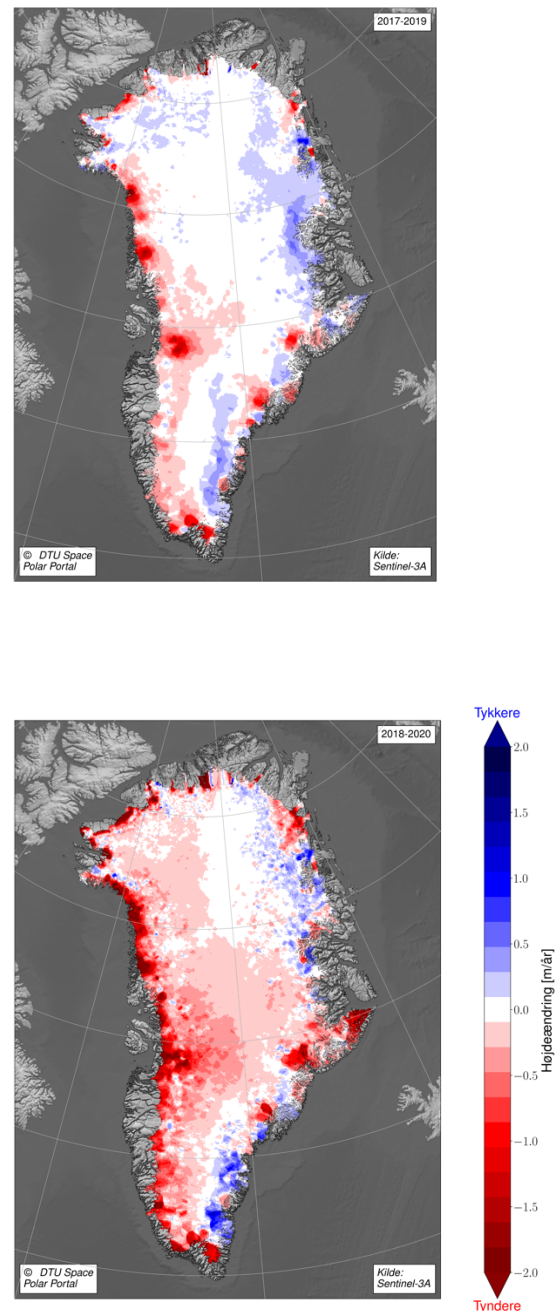 2017-2019
© DTU Space
Polar Portal
Kilde:
Sentinel-3A
Tykkere
2018-2020
2.0
1.5
1.0
0.5
0.0
−0.5
−1.0
−1.5
−2.0
Højdeændring [m/år]
© DTU Space
Polar Portal
Kilde:
Sentinel-3A
Tyndere